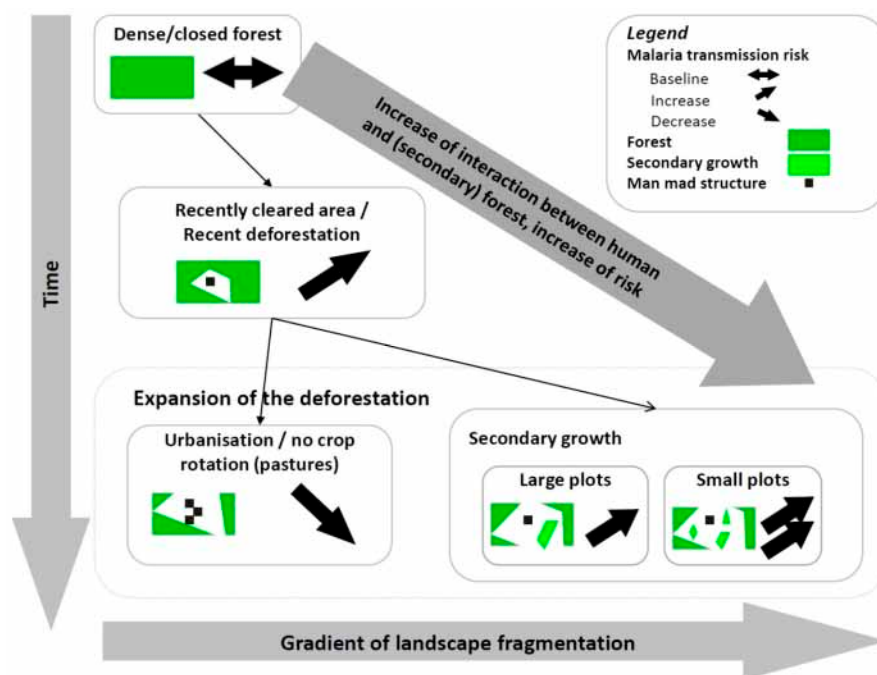 Dense/closed forest
Legend
Malaria transmission risk
Baseline
Increase
Decrease
Forest
Secondary growth
Man mad structure
Increase of interaction between human
and (secondary) forest, increase of risk
Time
Recently cleared area /
Recent deforestation
Expansion of the deforestation
Urbanisation / no crop
rotation (pastures)
Secondary growth
Large plots
Small plots
Gradient of landscape fragmentation